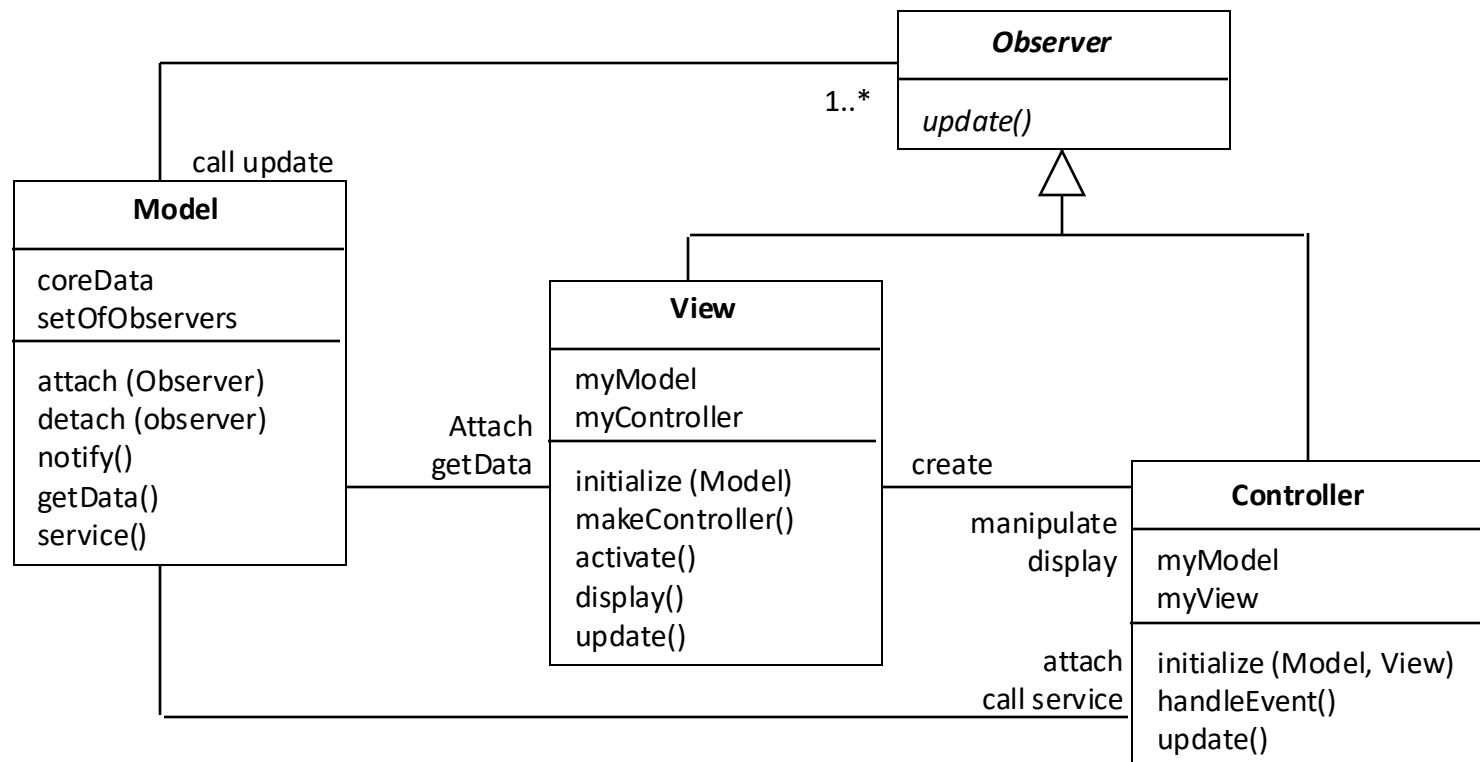 Observer
update()
1..*
call update
Model
coreData
setOfObservers
attach (Observer)
detach (observer)
notify()
getData()
service()
Attach
getData
View
myModel
myController
initialize (Model)
makeController()
activate()
display()
update()
create
manipulate
display
attach
call service
Controller
myModel
myView
initialize (Model, View)
handleEvent()
update()